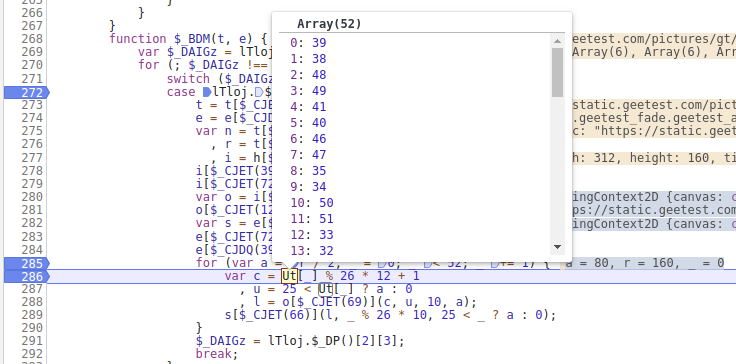 265 }
266 }
267 }
268 function $_BDM(t, e) {
geetest.com/pictures/gt/
269 var $_DAIGz = lTloj
Array(6), Array(6), Arr
270 for (; $_DAIGz !==
271 switch ($_DAIGz
272 case lTloj.$
273 t = t[$_CJE
static.geetest.com/pict
274 e = e[$_CJD
.geetest_fade.geetest_a
275 var n = t[$
c: "https://static.geet
276 , r = t[$
277 , i = h[$
h: 312, height: 160, ti
278 i[$_CJET(39
279 i[$_CJET(72
280 var o = i[$
ingContext2D {canvas: c
281 o[$_CJET(12
ps://static.geetest.com
282 var s = e[$
ingContext2D {canvas: c
283 e[$_CJET(72
284 e[$_CJDQ(39
285 for (var a = r / 2, _ = 0; _ < 52; _ += 1) { a = 80, r = 160, _ = 0
286 var c = Ut[_] % 26 * 12 + 1
287 , u = 25 < Ut[_] ? a : 0
288 , l = o[$_CJET(69)](c, u, 10, a);
289 s[$_CJET(66)](l, _ % 26 * 10, 25 < _ ? a : 0);
290 }
291 $_DAIGz = lTloj.$_DP()[2][3];
292 break;
Array(52)
0: 39
1: 38
2: 48
3: 49
4: 41
5: 40
6: 46
7: 47
8: 35
9: 34
10: 50
11: 51
12: 33
13: 32